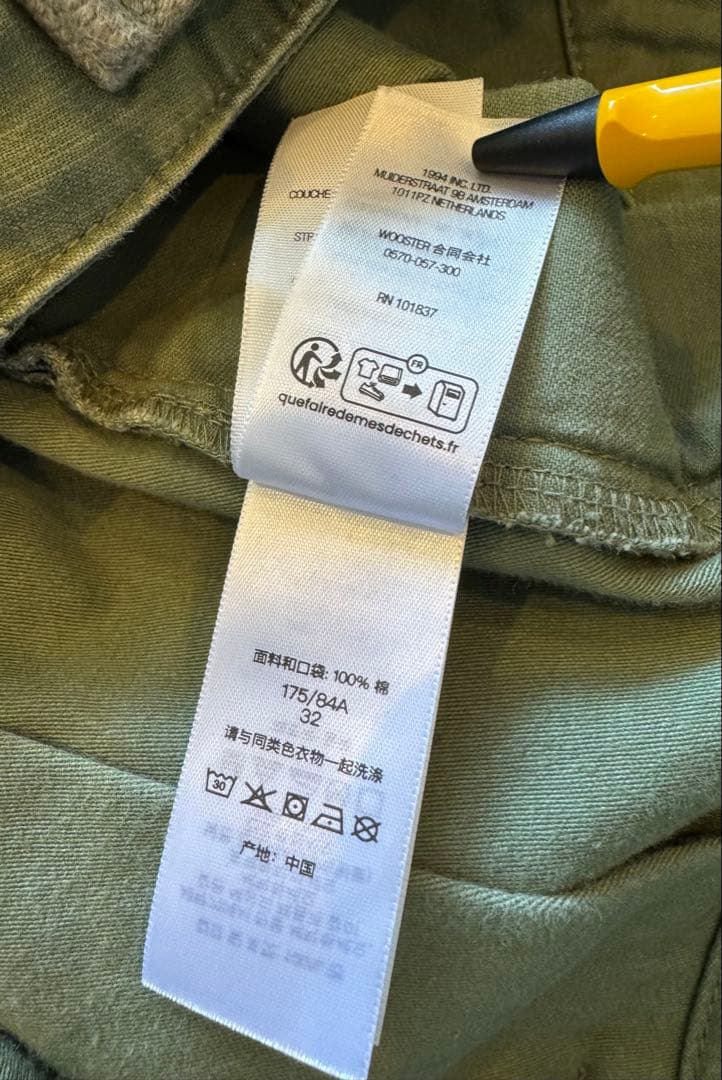 COUCHE
1994 INC. LTD.
MUIDERSTRAAT 9B AMSTERDAM
1011PZ NETHERLANDS
WOOSTER 合同会社
0570-057-300
RN 101837
FR
quefairedemesdechets.fr
面料和口袋: 100% 棉
175/84A
32
请与同类色衣物一起洗涤
30
产地: 中国